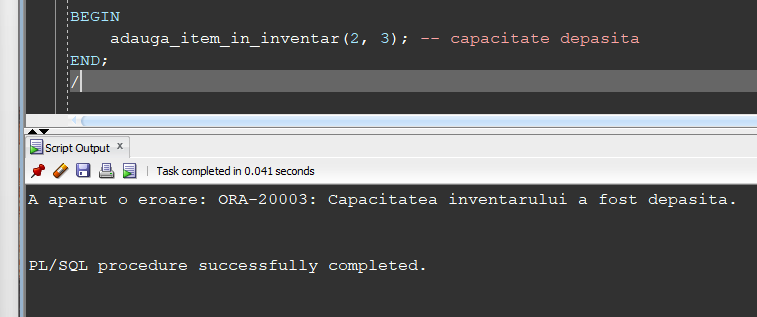 BEGIN
adauga_item_in_inventar(2, 3); -- capacitate depasita
END;
/
Script Output x
Task completed in 0.041 seconds
A aparut o eroare: ORA-20003: Capacitatea inventarului a fost depasita.
PL/SQL procedure successfully completed.